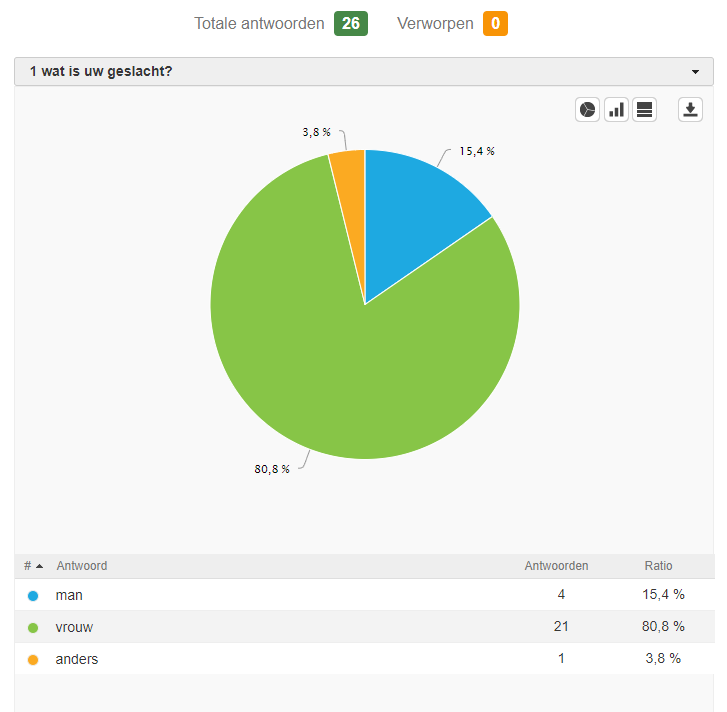 Totale antwoorden 26 Verworpen 0
1 wat is uw geslacht?
3,8 %
15,4 %
80,8 %
# Antwoord Antwoorden Ratio
man 4 15,4 %
vrouw 21 80,8 %
anders 1 3,8 %